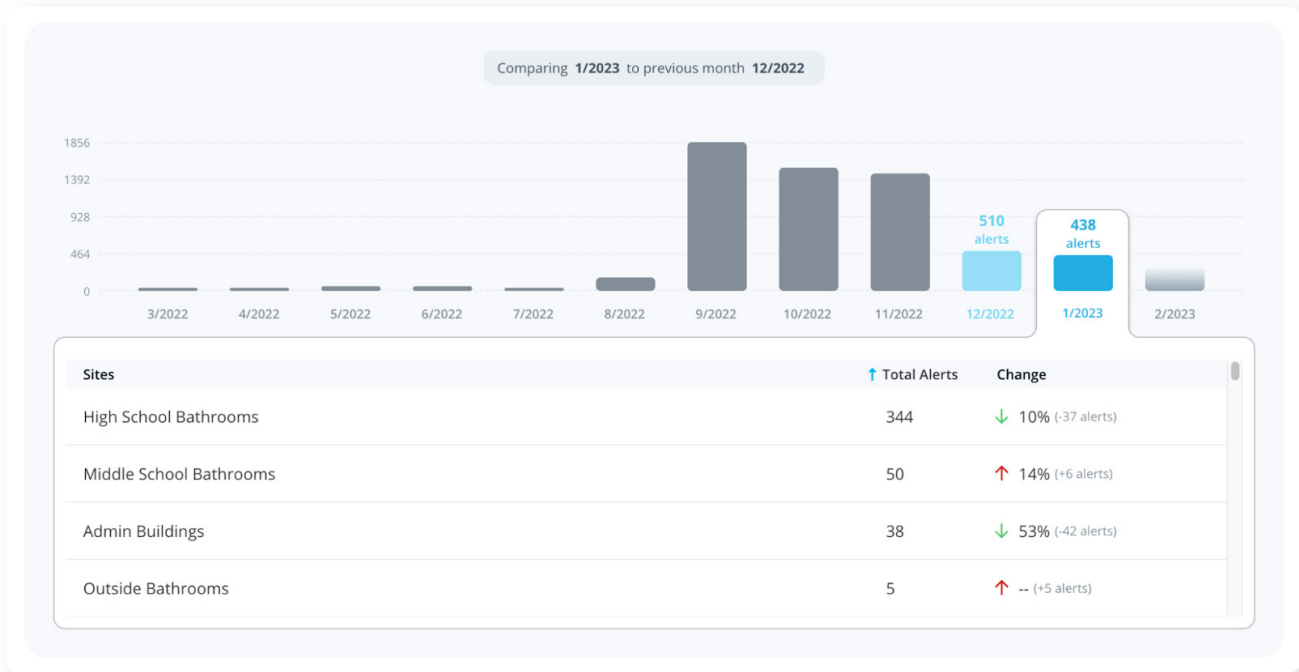 Comparing 1/2023 to previous month 12/2022
1856
1392
928
464
0
510
alerts
438
alerts
3/2022 4/2022 5/2022 6/2022 7/2022 8/2022 9/2022 10/2022 11/2022 12/2022 1/2023 2/2023
Sites ↑ Total Alerts Change
High School Bathrooms 344 ↓ 10% (-37 alerts)
Middle School Bathrooms 50 ↑ 14% (+6 alerts)
Admin Buildings 38 ↓ 53% (-42 alerts)
Outside Bathrooms 5 ↑ -- (+5 alerts)